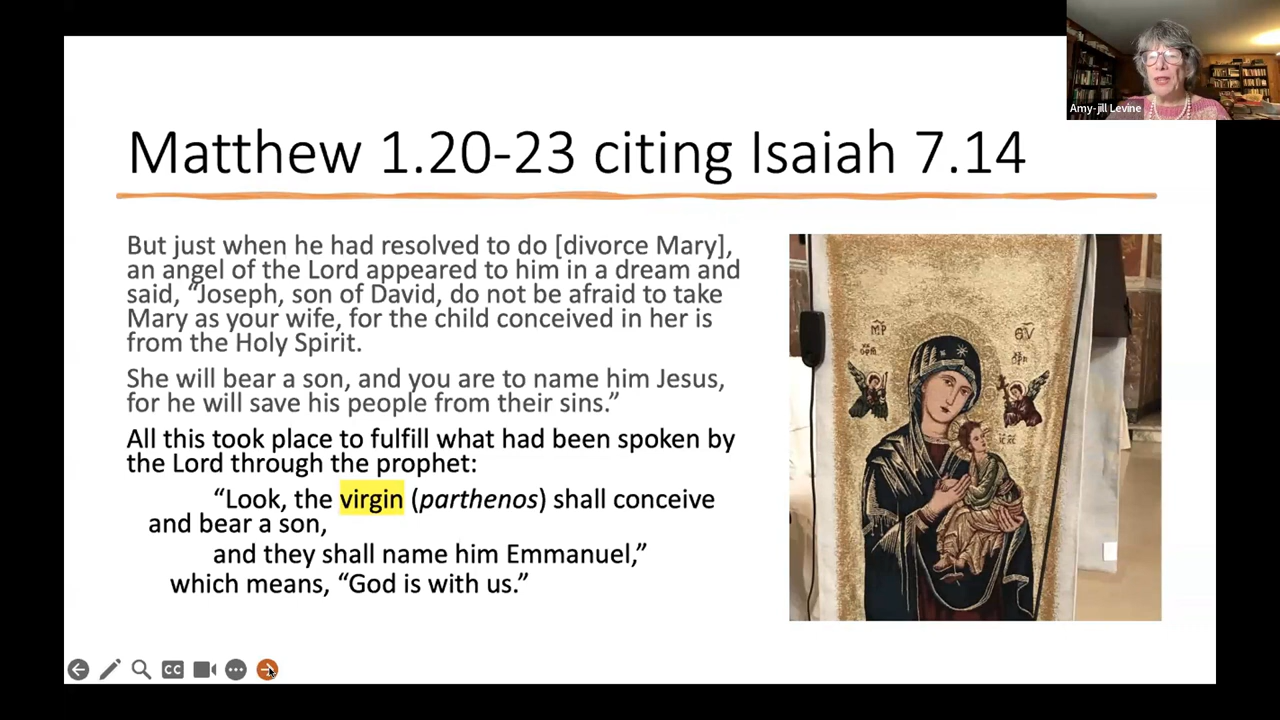 Amy-jill Levine
Matthew 1.20-23 citing Isaiah 7.14
But just when he had resolved to do [divorce Mary],
an angel of the Lord appeared to him in a dream and
said, “Joseph, son of David, do not be afraid to take
Mary as your wife, for the child conceived in her is
from the Holy Spirit.
She will bear a son, and you are to name him Jesus,
for he will save his people from their sins.”
All this took place to fulfill what had been spoken by
the Lord through the prophet:
“Look, the virgin (parthenos) shall conceive
and bear a son,
and they shall name him Emmanuel,”
which means, “God is with us.”
CC